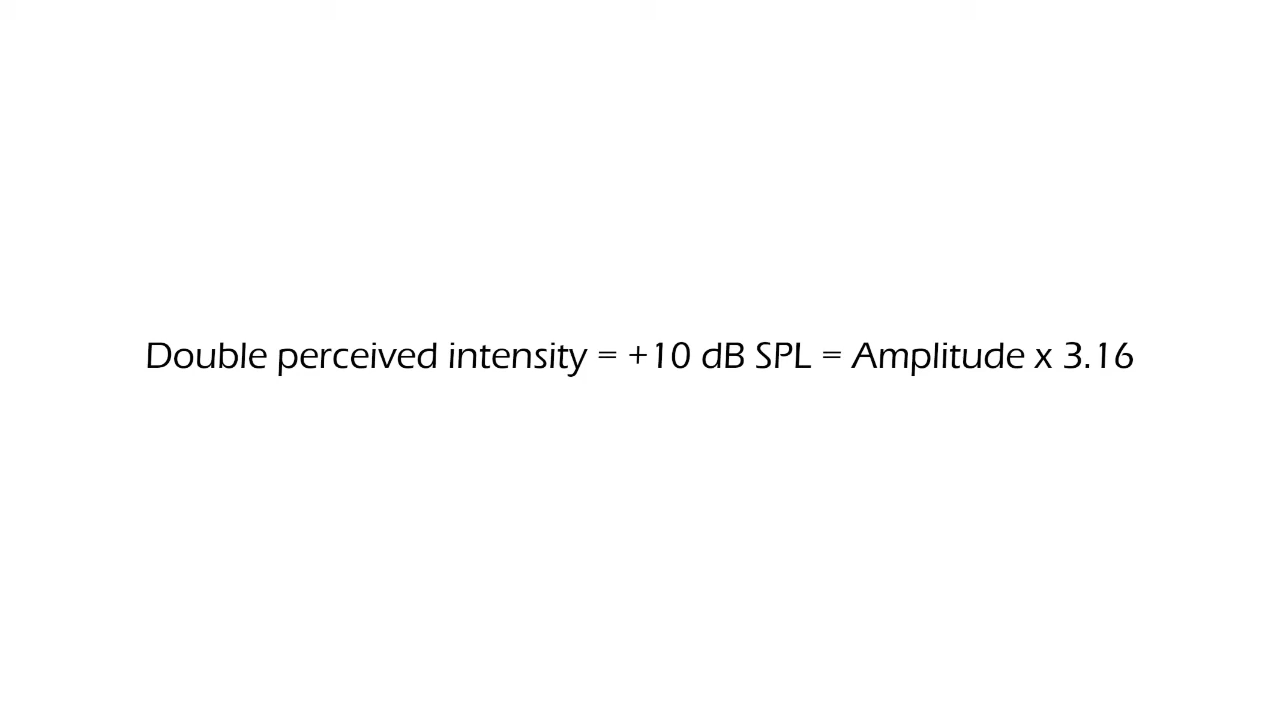 Double perceived intensity = +10 dB SPL = Amplitude x 3.16